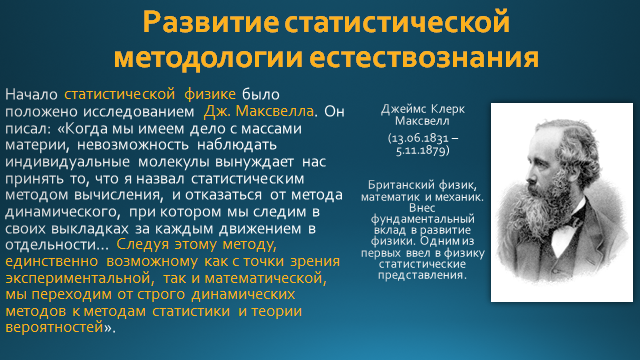 Развитие статистической
методологии естествознания
Начало статистической физике было
положено исследованием Дж. Максвелла. Он
писал: «Когда мы имеем дело с массами
материи, невозможность наблюдать
индивидуальные молекулы вынуждает нас
принять то, что я назвал статистическим
методом вычисления, и отказаться от метода
динамического, при котором мы следим в
своих выкладках за каждым движением в
отдельности... Следуя этому методу,
единственно возможному как с точки зрения
экспериментальной, так и математической,
мы переходим от строго динамических
методов к методам статистики и теории
вероятностей».
Джеймс Клерк
Максвелл
(13.06.1831 –
5.11.1879)
Британский физик,
математик и механик.
Внес
фундаментальный
вклад в развитие
физики. Одним из
первых ввел в физику
статистические
представления.